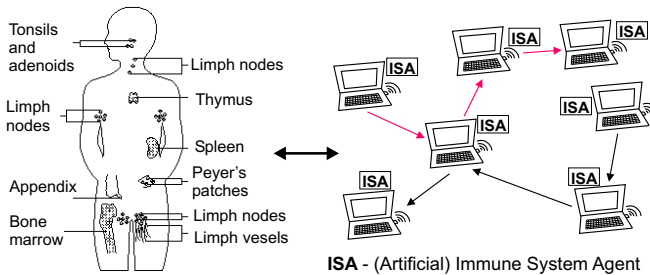 Tonsils and
adenoids
Limph nodes
Thymus
Limph
nodes
Spleen
Peyer's
patches
Appendix
Bone
marrow
Limph nodes
Limph vesels
ISA
ISA
ISA
ISA
ISA
ISA
ISA
ISA - (Artificial) Immune System Agent